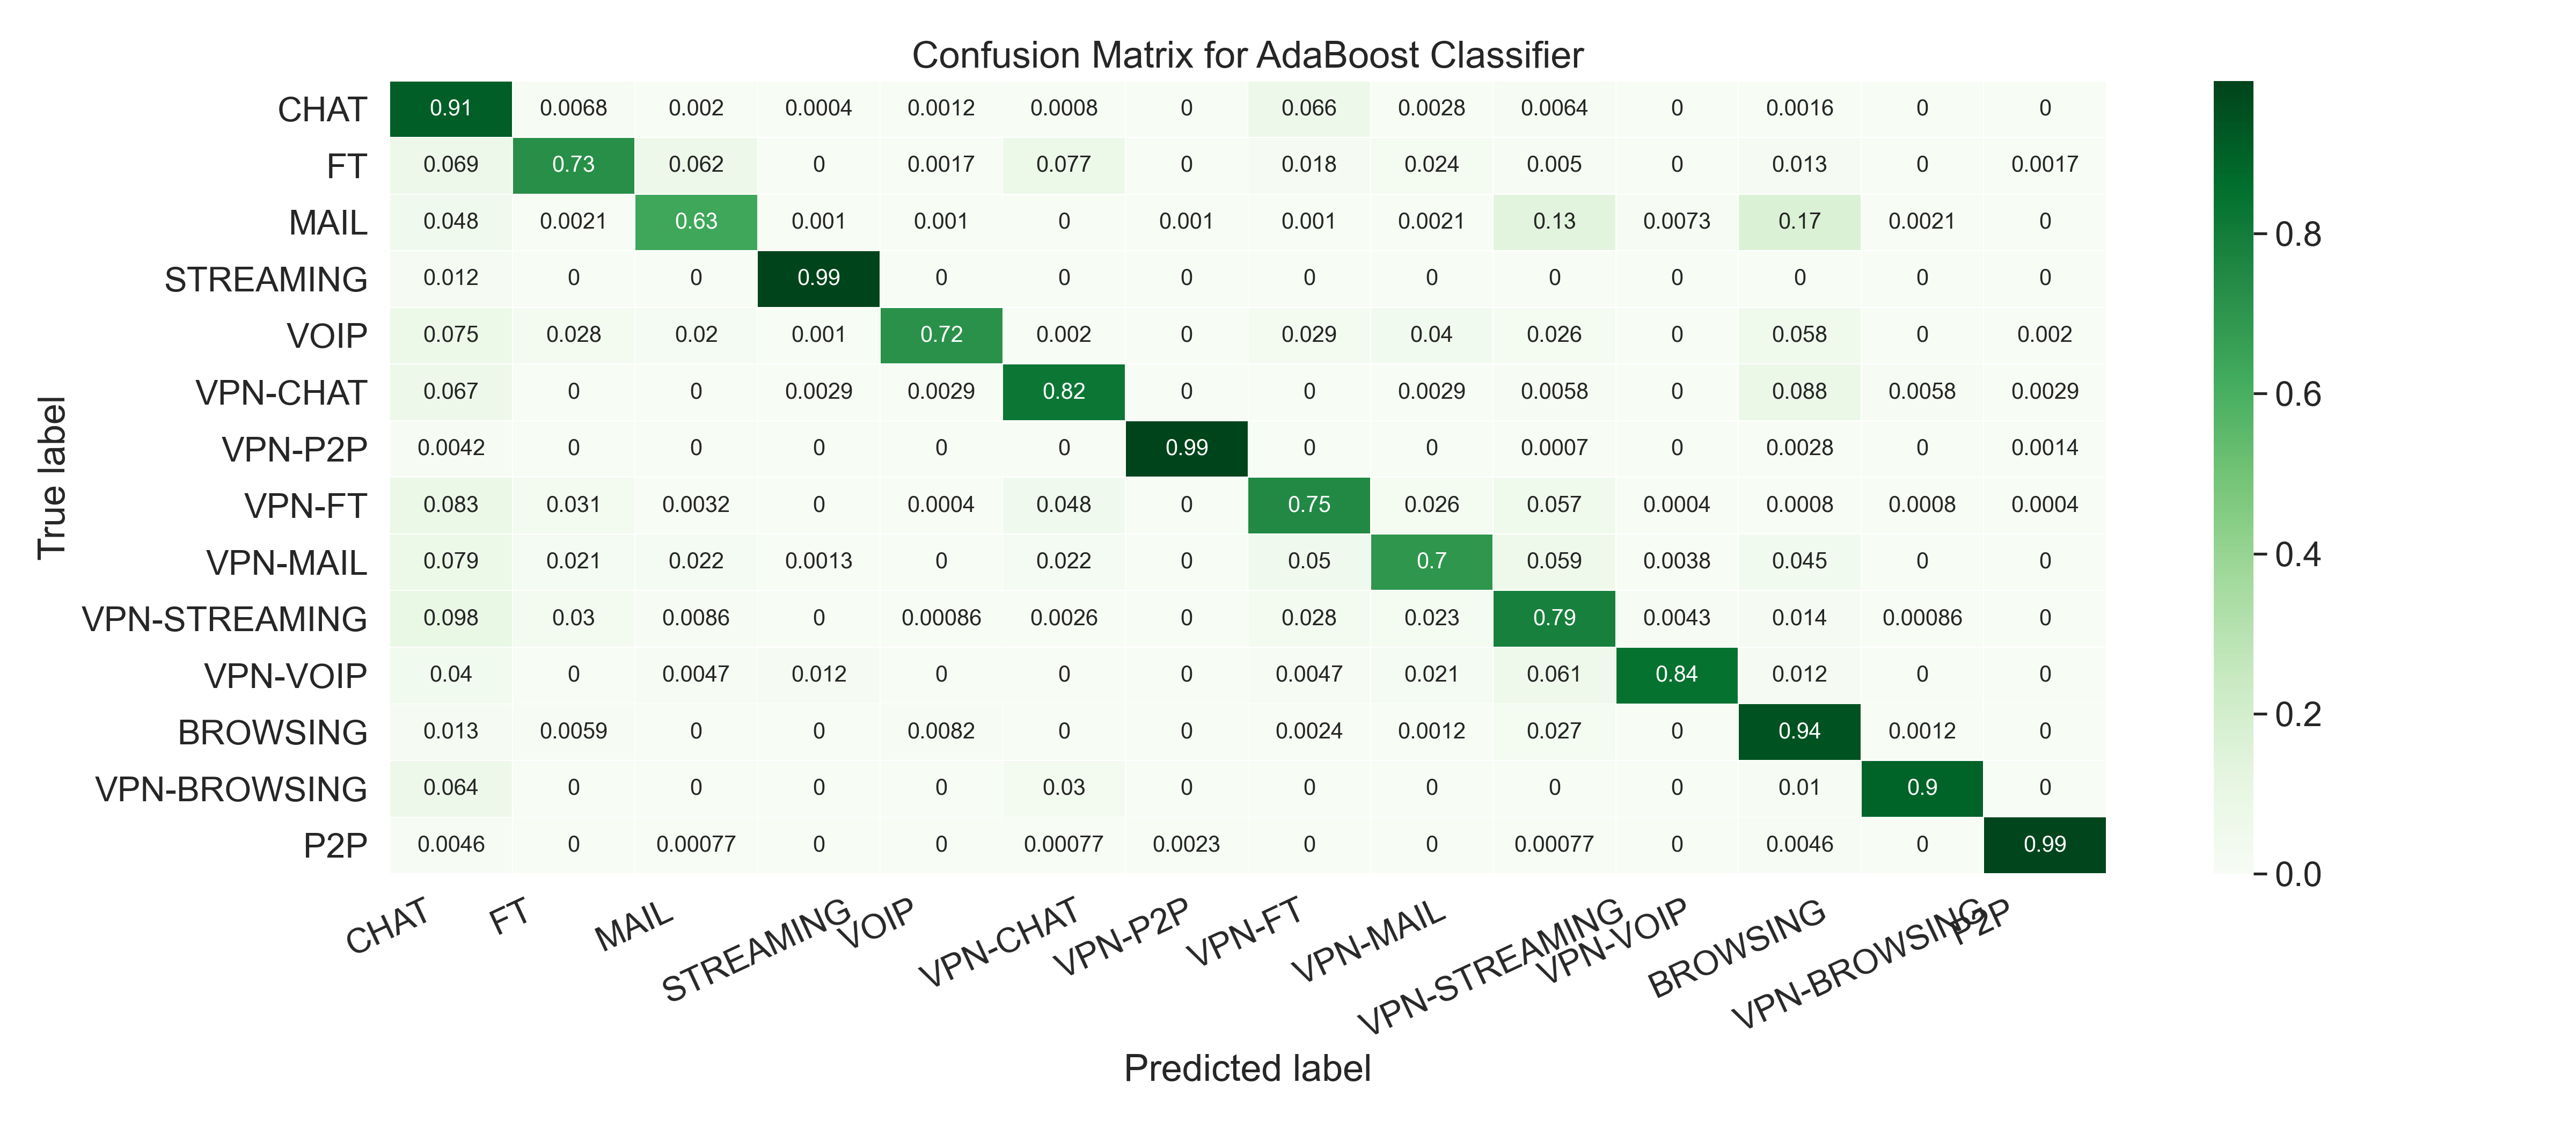 Confusion Matrix for AdaBoost Classifier
CHAT 0.91 0.0068 0.002 0.0004 0.0012 0.0008 0 0.066 0.0028 0.0064 0 0.0016 0 0
FT 0.069 0.73 0.062 0 0.0017 0.077 0 0.018 0.024 0.005 0 0.013 0 0.0017
MAIL 0.048 0.0021 0.63 0.001 0.001 0 0.001 0.001 0.0021 0.13 0.0073 0.17 0.0021 0
STREAMING 0.012 0 0 0.99 0 0 0 0 0 0 0 0 0 0
VOIP 0.075 0.028 0.02 0.001 0.72 0.002 0 0.029 0.04 0.026 0 0.058 0 0.002
VPN-CHAT 0.067 0 0 0.0029 0.0029 0.82 0 0 0.0029 0.0058 0 0.088 0.0058 0.0029
VPN-P2P 0.0042 0 0 0 0 0 0.99 0 0 0.0007 0 0.0028 0 0.0014
VPN-FT 0.083 0.031 0.0032 0 0.0004 0.048 0 0.75 0.026 0.057 0.0004 0.0008 0.0008 0.0004
VPN-MAIL 0.079 0.021 0.022 0.0013 0 0.022 0 0.05 0.7 0.059 0.0038 0.045 0 0
VPN-STREAMING 0.098 0.03 0.0086 0 0.00086 0.0026 0 0.028 0.023 0.79 0.0043 0.014 0.00086 0
VPN-VOIP 0.04 0 0.0047 0.012 0 0 0 0.0047 0.021 0.061 0.84 0.012 0 0
BROWSING 0.013 0.0059 0 0 0.0082 0 0 0.0024 0.0012 0.027 0 0.94 0.0012 0
VPN-BROWSING 0.064 0 0 0 0 0.03 0 0 0 0 0 0.01 0.9 0
P2P 0.0046 0 0.00077 0 0 0.00077 0.0023 0 0 0.00077 0 0.0046 0 0.99
True label
CHAT FT MAIL STREAMING VOIP VPN-CHAT VPN-P2P VPN-FT VPN-MAIL VPN-STREAMING VPN-VOIP BROWSING VPN-BROWSING P2P
Predicted label
0.8
0.6
0.4
0.2
0.0